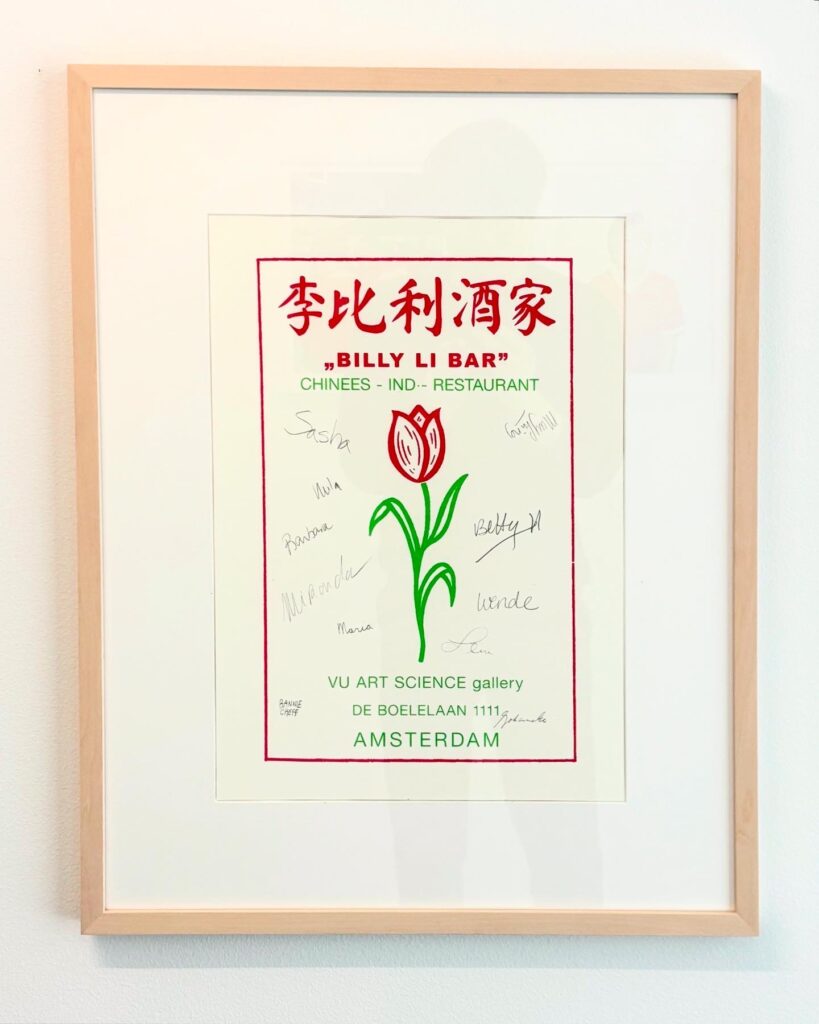 李比利酒家
„BILLY LI BAR”
CHINEES - IND.- RESTAURANT
Sasha
Barbara
Betty H
Miranda
Wende
Maria
VU ART SCIENCE gallery
DE BOELELAAN 1111
AMSTERDAM